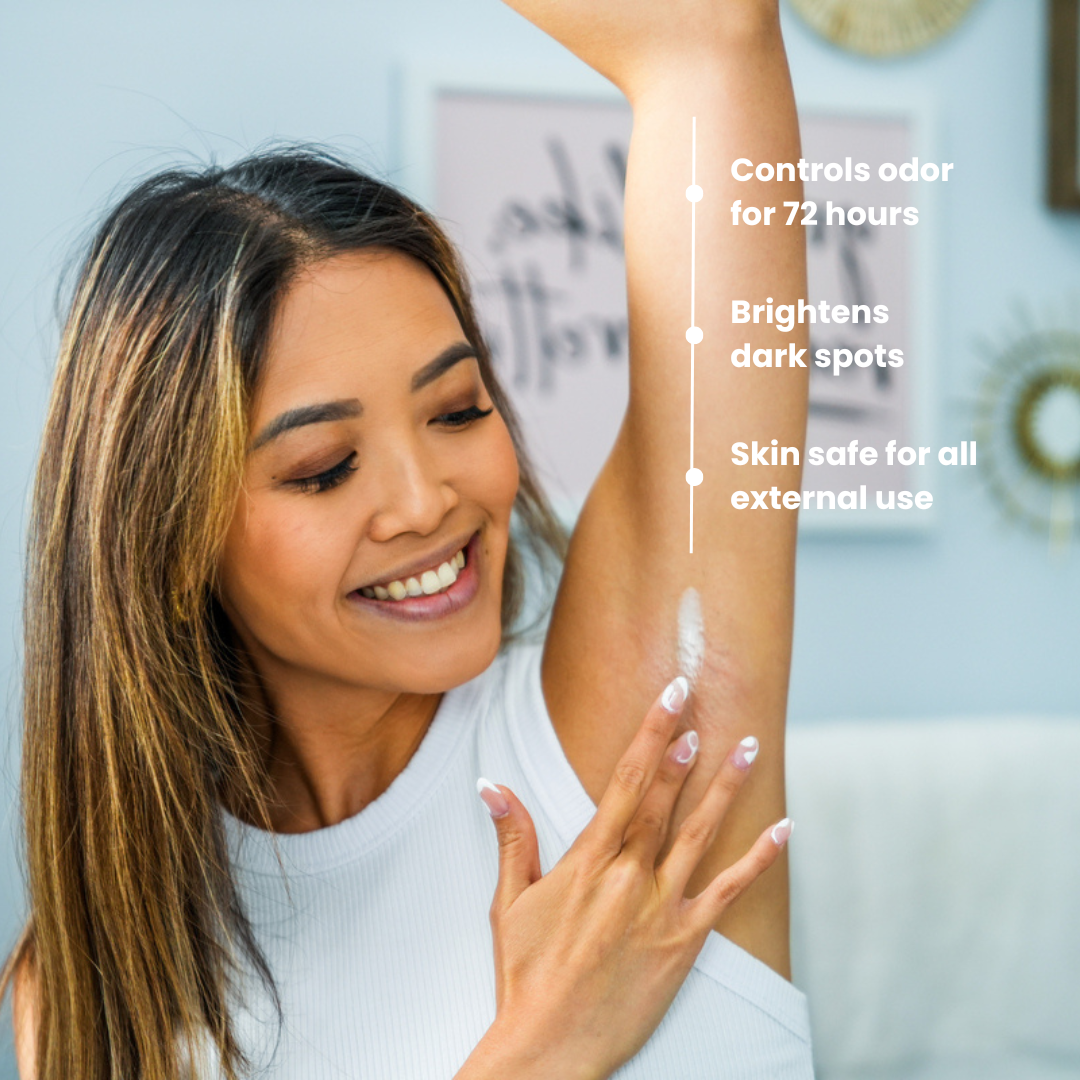 Controls odor
for 72 hours
Brightens
dark spots
Skin safe for all
external use